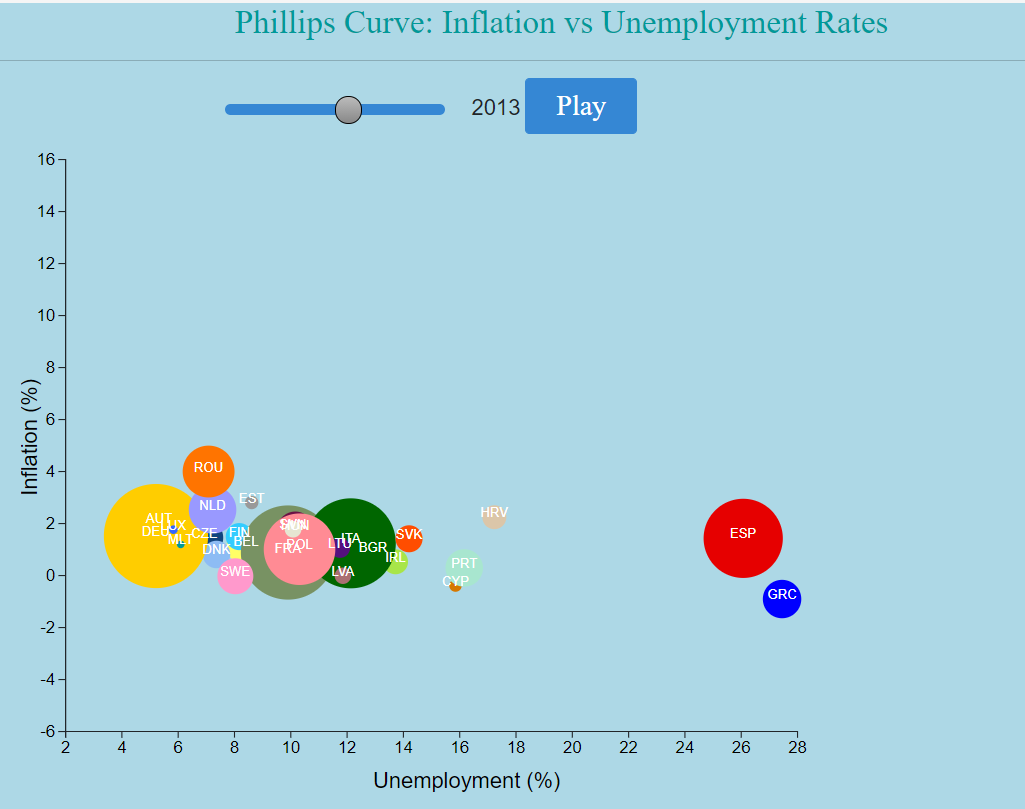 Phillips Curve: Inflation vs Unemployment Rates
2013
Play
16
14
12
10
8
6
4
2
0
-2
-4
-6
Inflation (%)
ROU
EST
NLD
HRV
AUT
LUX
DEU
CZE
FIN
MLT
BEL
DNK
SWE
SVN
HUN
POL
FRA
ITA
LTU
BGR
SVK
IRL
LVA
PRT
CYP
ESP
GRC
2 4 6 8 10 12 14 16 18 20 22 24 26 28
Unemployment (%)